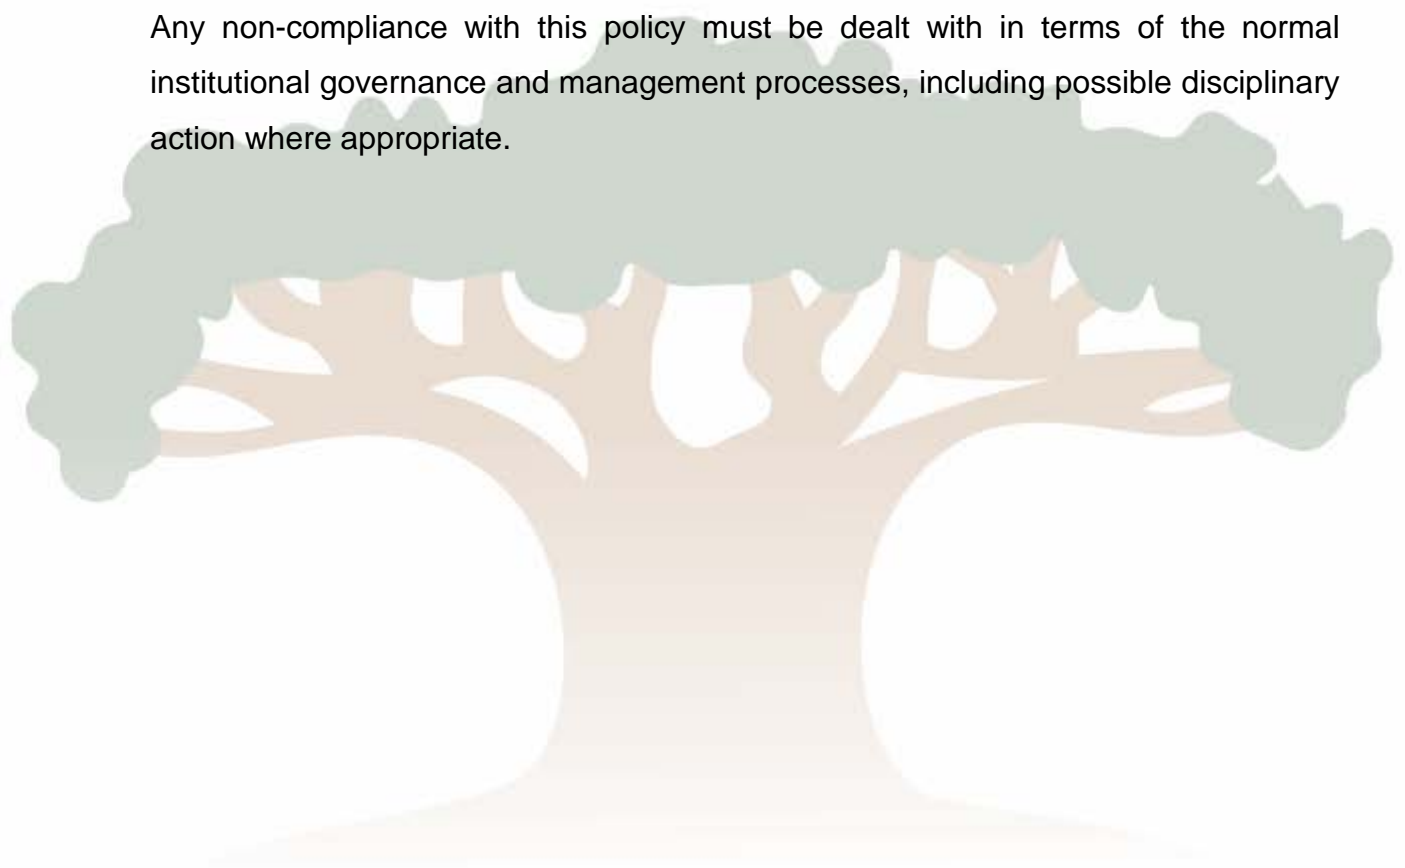 Any non-compliance with this policy must be dealt with in terms of the normal
institutional governance and management processes, including possible disciplinary
action where appropriate.